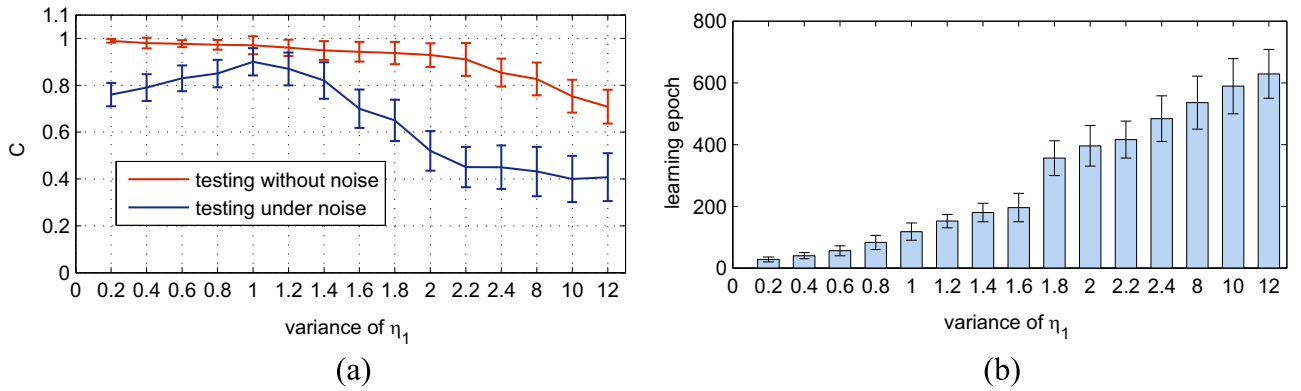 1
1
0.8
0.6
0.4
0.2
0
C
testing without noise
testing under noise
0 0.2 0.4 0.6 0.8 1 1.2 1.4 1.6 1.8 2 2.2 2.4 8 10 12
variance of η1
(a)
800
600
400
200
0
learning epoch
0 0.2 0.4 0.6 0.8 1 1.2 1.4 1.6 1.8 2 2.2 2.4 8 10 12
variance of η1
(b)